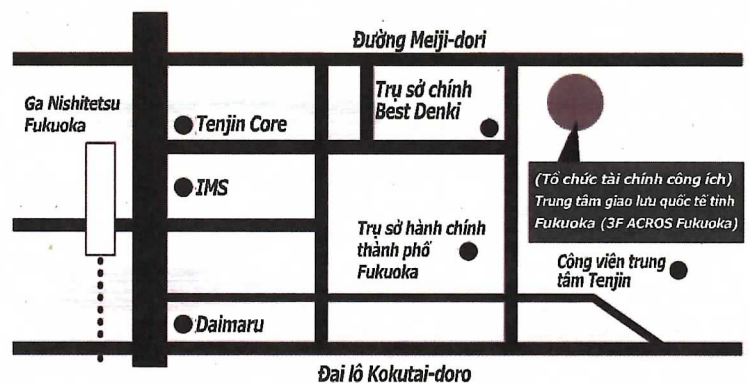 Đường Meiji-dori
Ga Nishitetsu
Fukuoka
Tenjin Core
Trụ sở chính
Best Denki
IMS
(Tổ chức tài chính công ích)
Trung tâm giao lưu quốc tế tỉnh
Fukuoka (3F ACROS Fukuoka)
Trụ sở hành chính
thành phố
Fukuoka
Công viên trung
tâm Tenjin
Daimaru
Đai lô Kokutai-doro